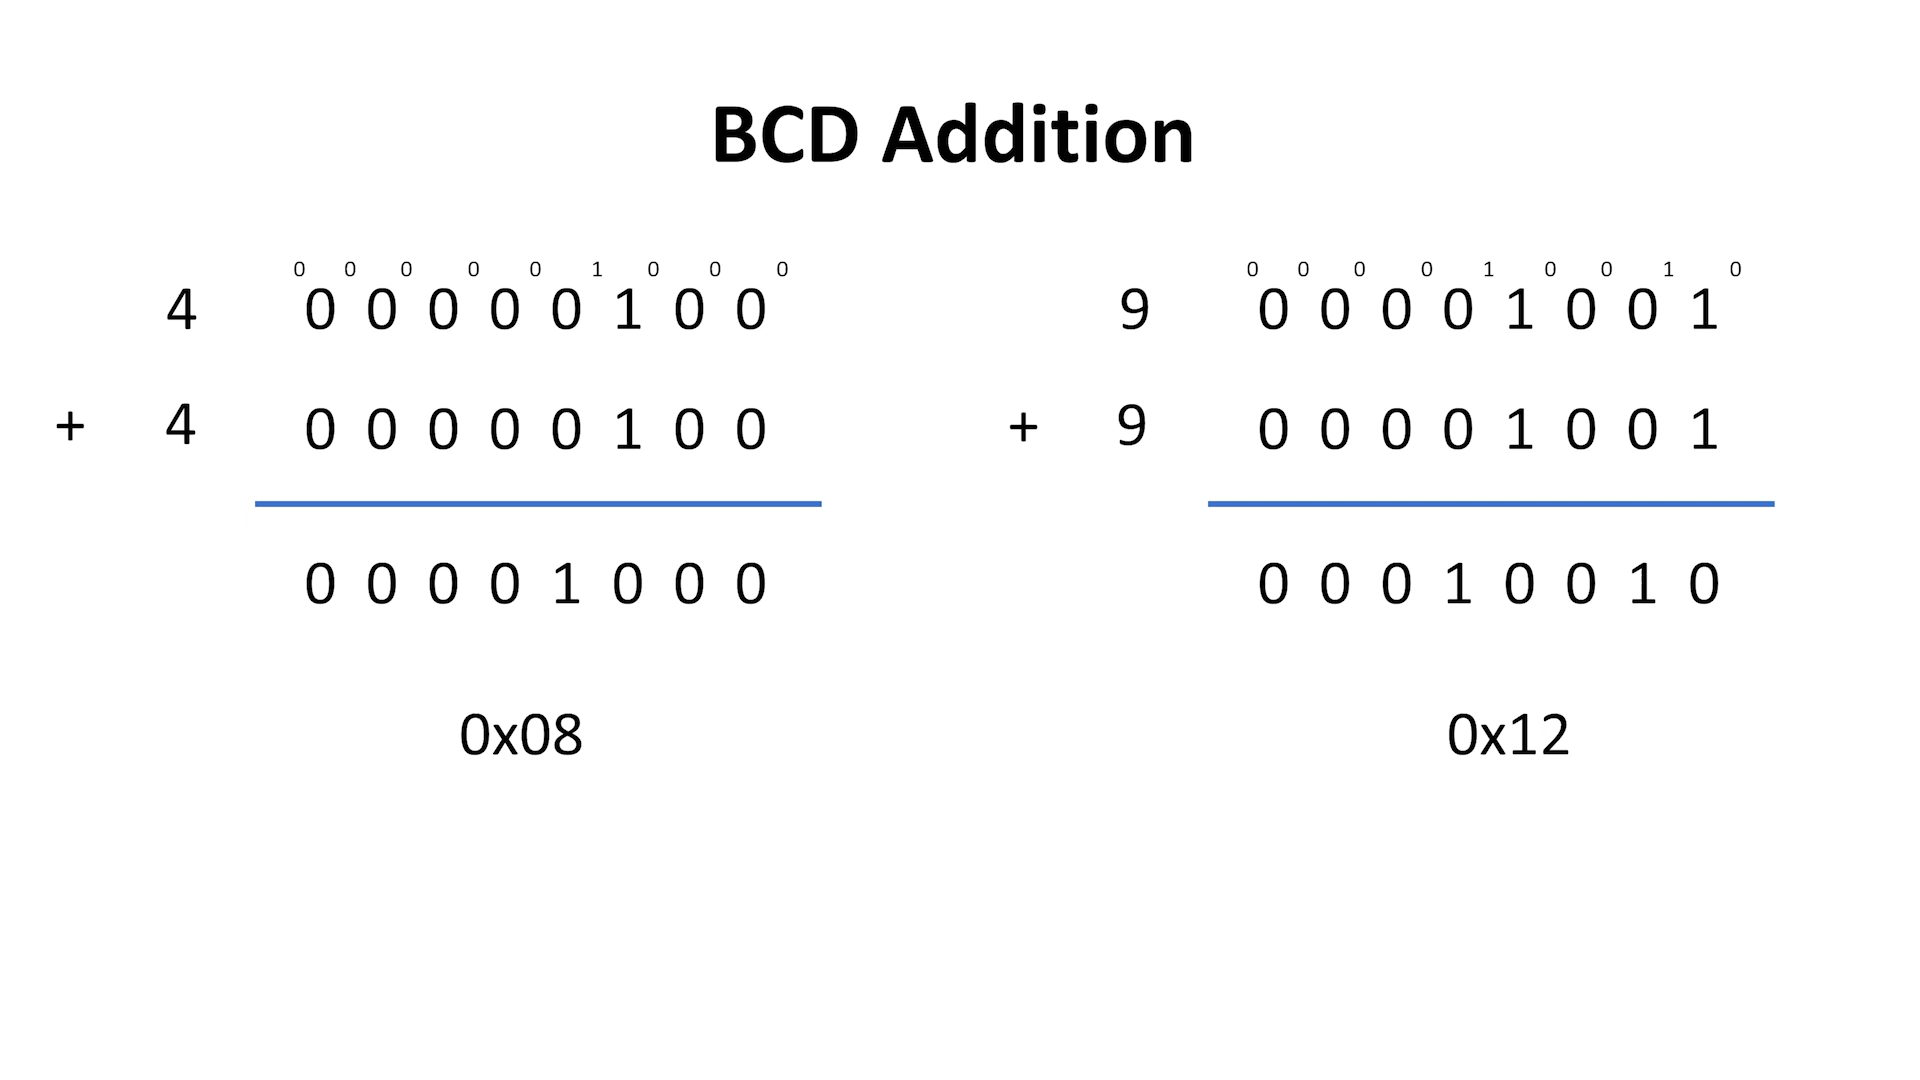 BCD Addition
0 0 0 0 0 1 0 0 0
4 0 0 0 0 0 1 0 0
+ 4 0 0 0 0 0 1 0 0
0 0 0 0 1 0 0 0
0x08
0 0 0 0 1 0 0 1 0
9 0 0 0 0 1 0 0 1
+ 9 0 0 0 0 1 0 0 1
0 0 0 1 0 0 1 0
0x12